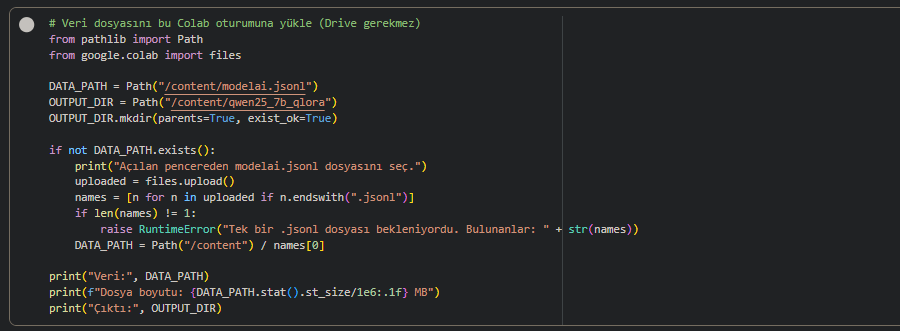 # Veri dosyasını bu Colab oturumuna yükle (Drive gerekmez)
from pathlib import Path
from google.colab import files

DATA_PATH = Path("/content/modelai.jsonl")
OUTPUT_DIR = Path("/content/qwen25_7b_qlora")
OUTPUT_DIR.mkdir(parents=True, exist_ok=True)

if not DATA_PATH.exists():
    print("Açılan pencereden modelai.jsonl dosyasını seç.")
    uploaded = files.upload()
    names = [n for n in uploaded if n.endswith(".jsonl")]
    if len(names) != 1:
        raise RuntimeError("Tek bir .jsonl dosyası bekleniyordu. Bulunanlar: " + str(names))
    DATA_PATH = Path("/content") / names[0]

print("Veri:", DATA_PATH)
print(f"Dosya boyutu: {DATA_PATH.stat().st_size/1e6:.1f} MB")
print("Çıktı:", OUTPUT_DIR)